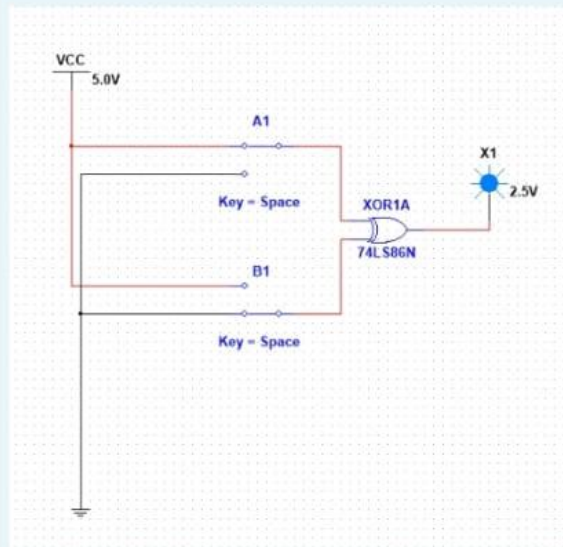 VCC
5.0V
A1
Key = Space
X1
2.5V
XOR1A
74LS86N
B1
Key = Space